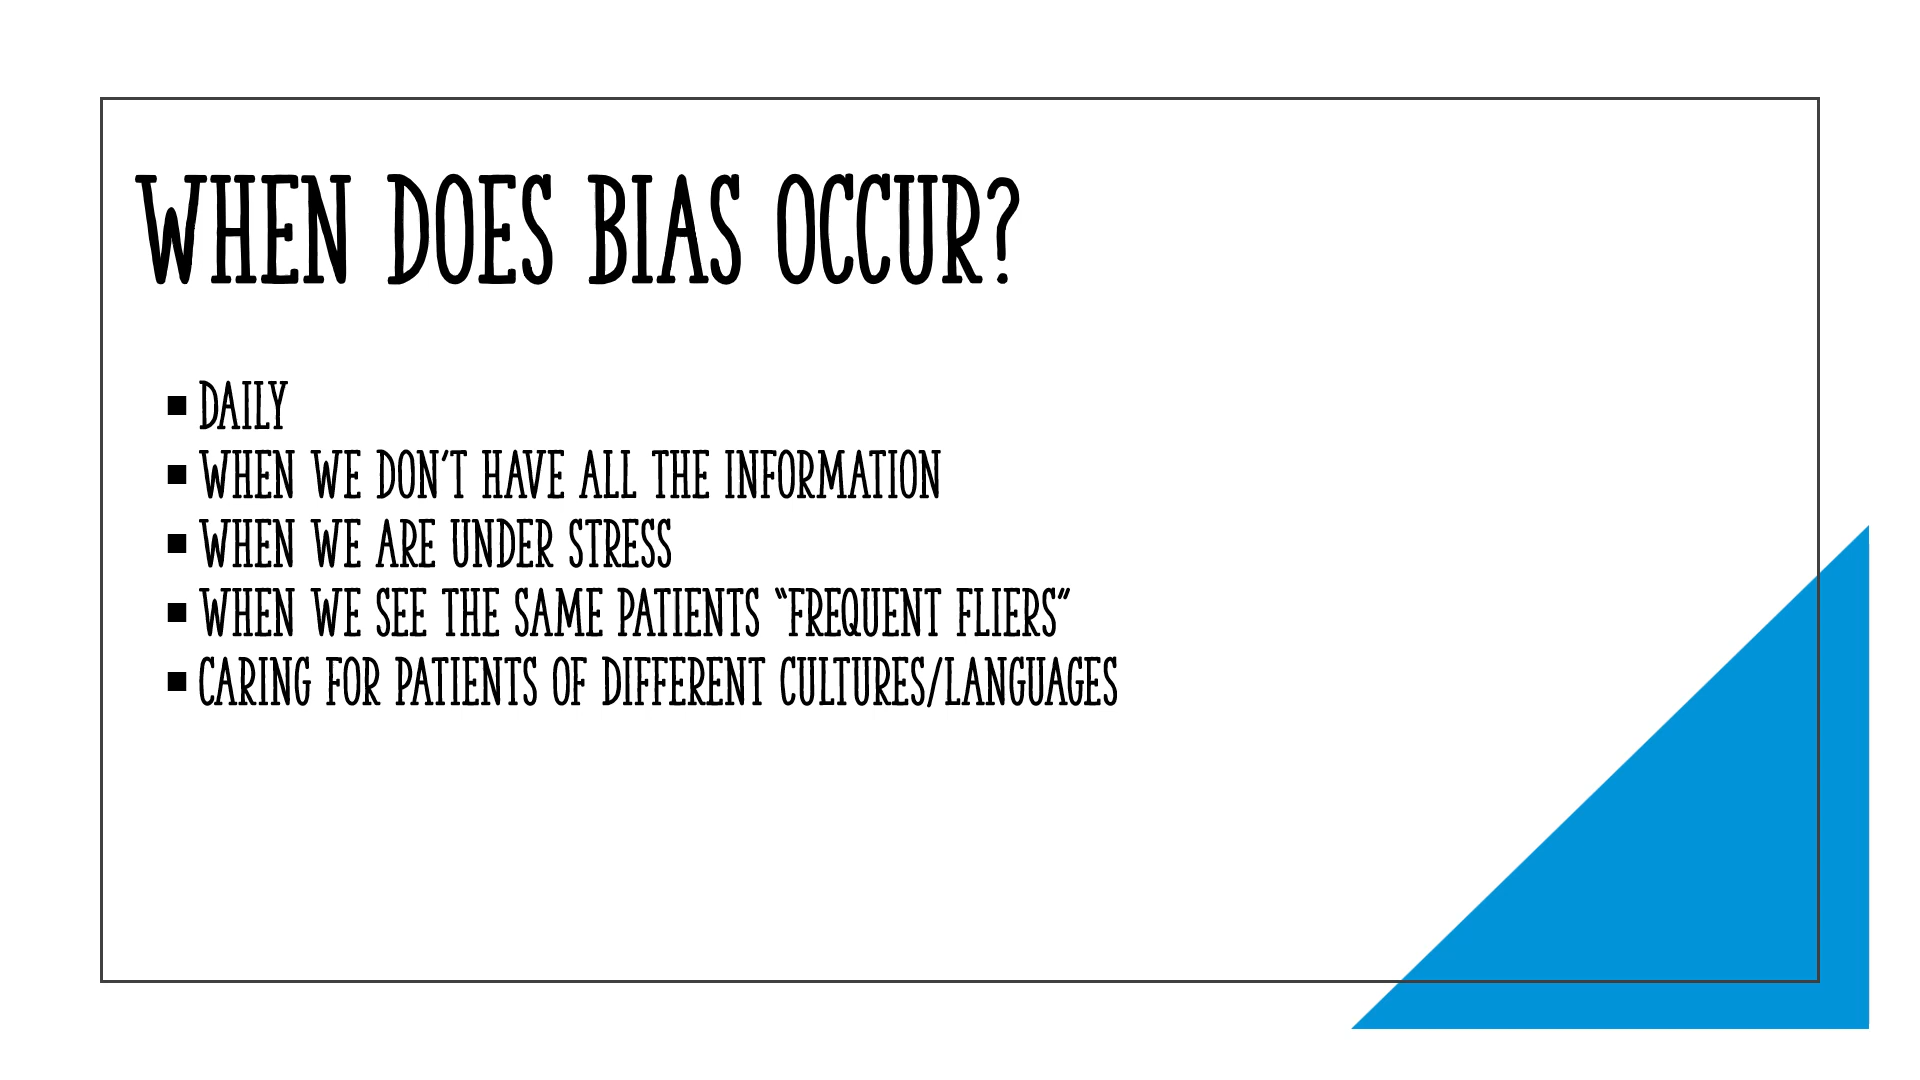 WHEN DOES BIAS OCCUR?
▪ DAILY
▪ WHEN WE DON'T HAVE ALL THE INFORMATION
▪ WHEN WE ARE UNDER STRESS
▪ WHEN WE SEE THE SAME PATIENTS “FREQUENT FLIERS”
▪ CARING FOR PATIENTS OF DIFFERENT CULTURES/LANGUAGES